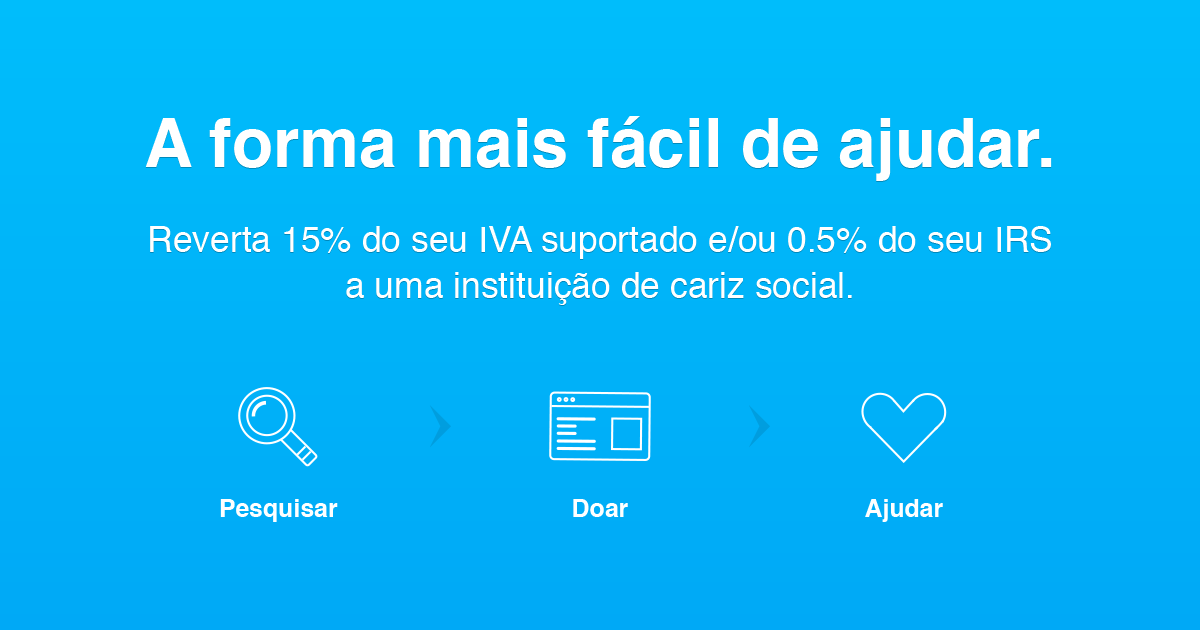 A forma mais fácil de ajudar.
Reverta 15% do seu IVA suportado e/ou 0.5% do seu IRS
a uma instituição de cariz social.
Pesquisar
Doar
Ajudar